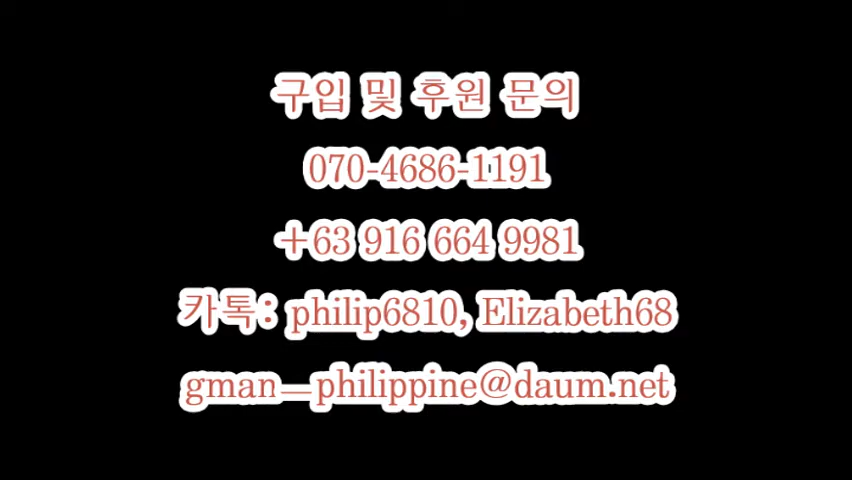 구입 및 후원 문의
070-4686-1191
+63 916 664 9981
카톡: philip6810, Elizabeth68
gman_philippine@daum.net